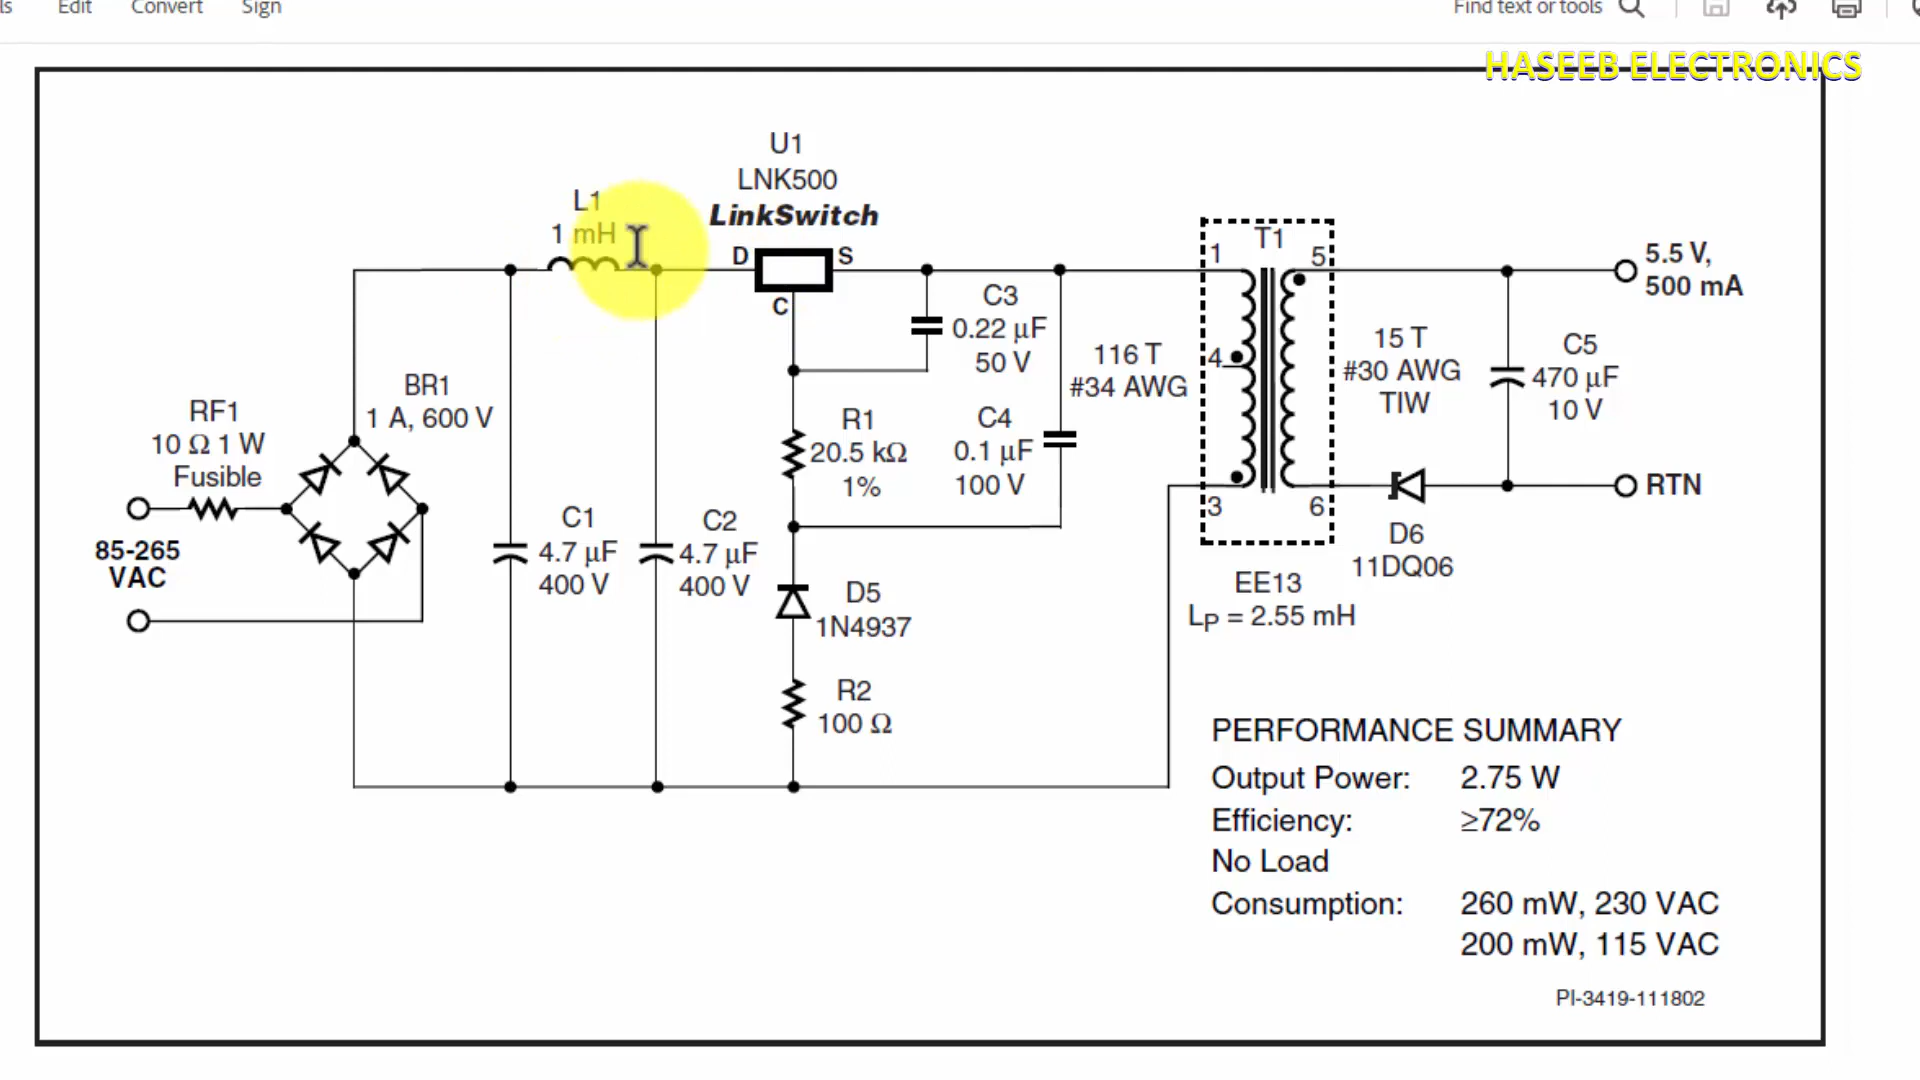 Edit Convert Sign
Find text or tools
HASEEB ELECTRONICS
U1
LNK500
LinkSwitch
L1
1 mH
D
S
C
T1
1
5
4
3
6
5.5 V,
500 mA
C3
0.22 µF
50 V
116 T
#34 AWG
15 T
#30 AWG
TIW
C5
470 µF
10 V
BR1
1 A, 600 V
RF1
10 Ω 1 W
Fusible
R1
20.5 kΩ
1%
C4
0.1 µF
100 V
RTN
85-265
VAC
C1
4.7 µF
400 V
C2
4.7 µF
400 V
D5
1N4937
D6
11DQ06
EE13
LP = 2.55 mH
R2
100 Ω
PERFORMANCE SUMMARY
Output Power: 2.75 W
Efficiency: ≥72%
No Load
Consumption: 260 mW, 230 VAC
200 mW, 115 VAC
PI-3419-111802